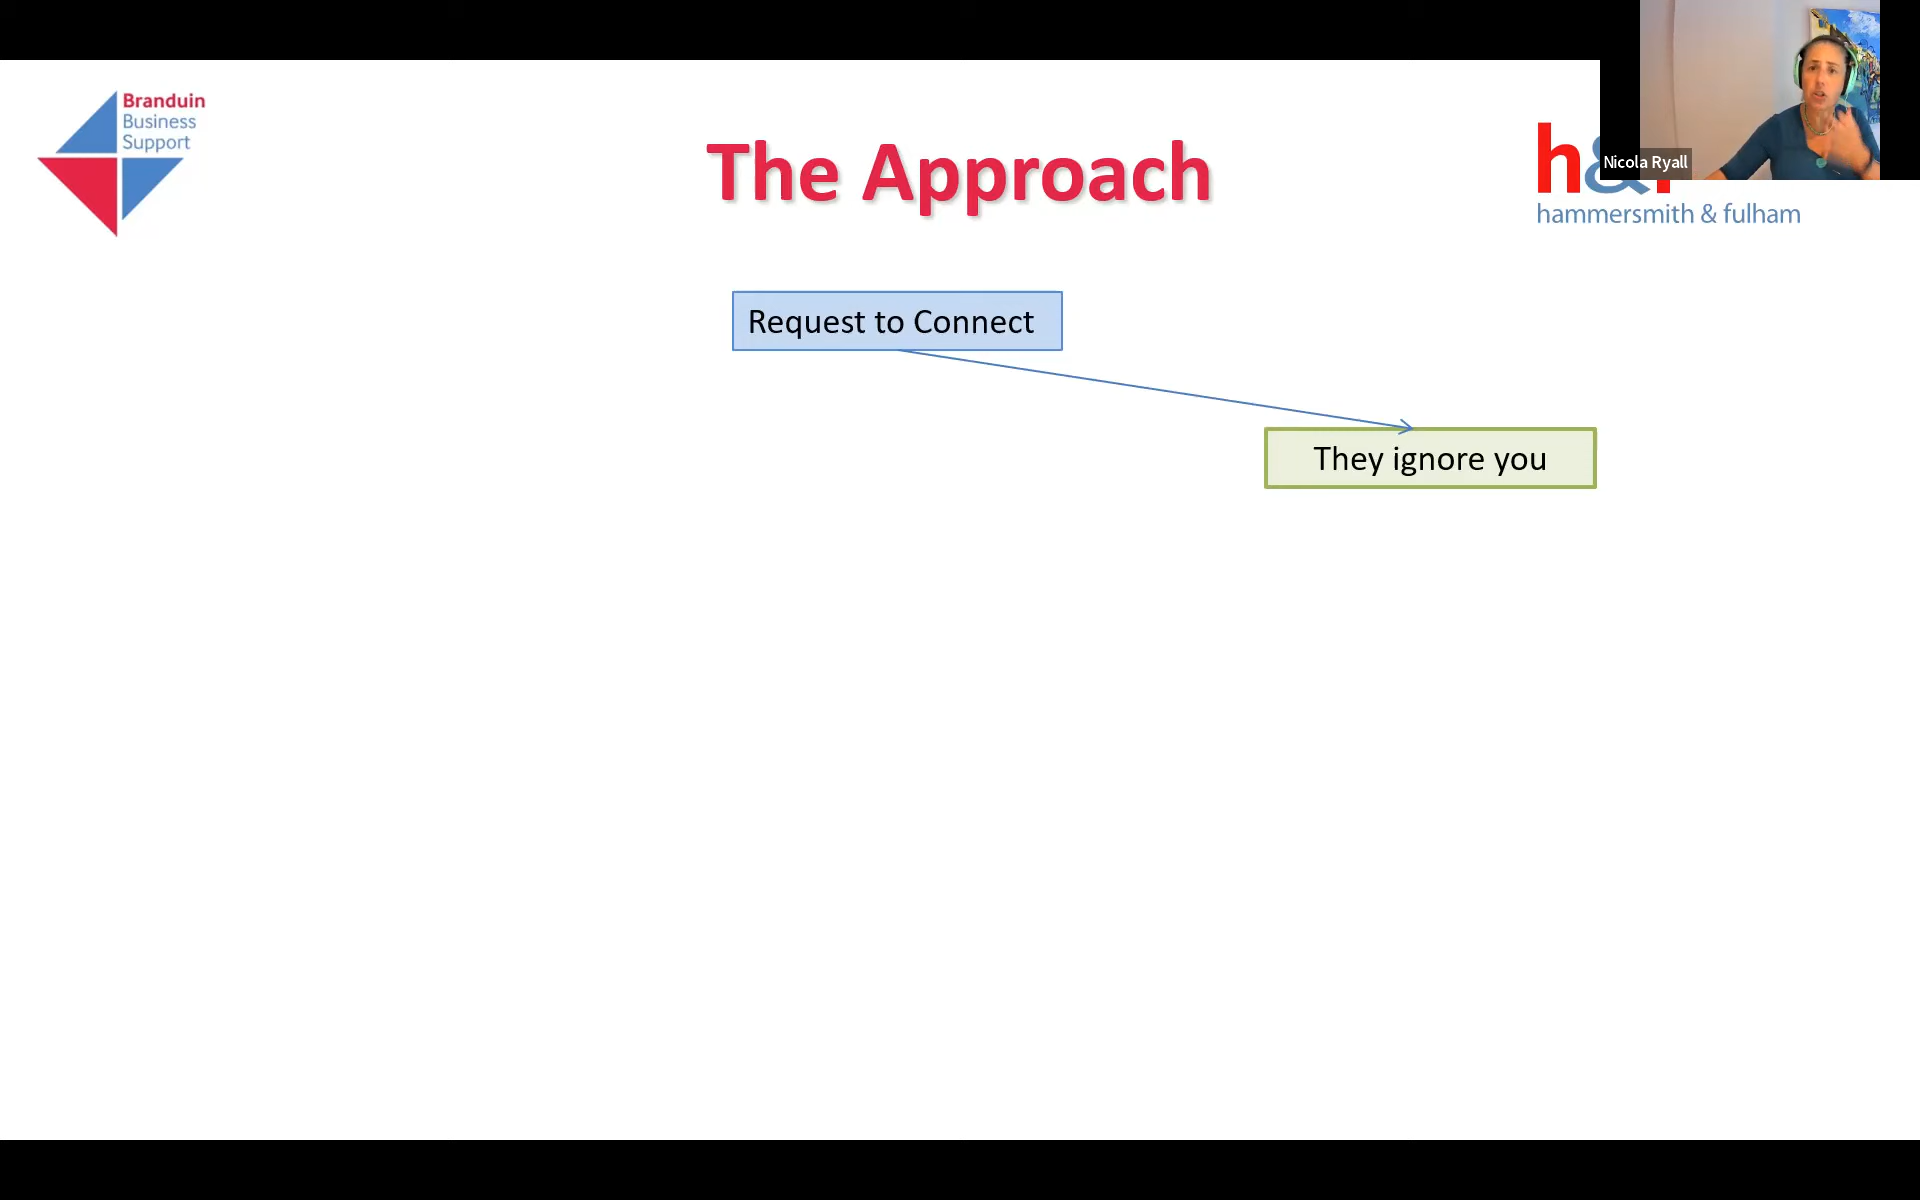 Branduin
Business
Support
The Approach
h&f
hammersmith & fulham
Nicola Ryall
Request to Connect
They ignore you